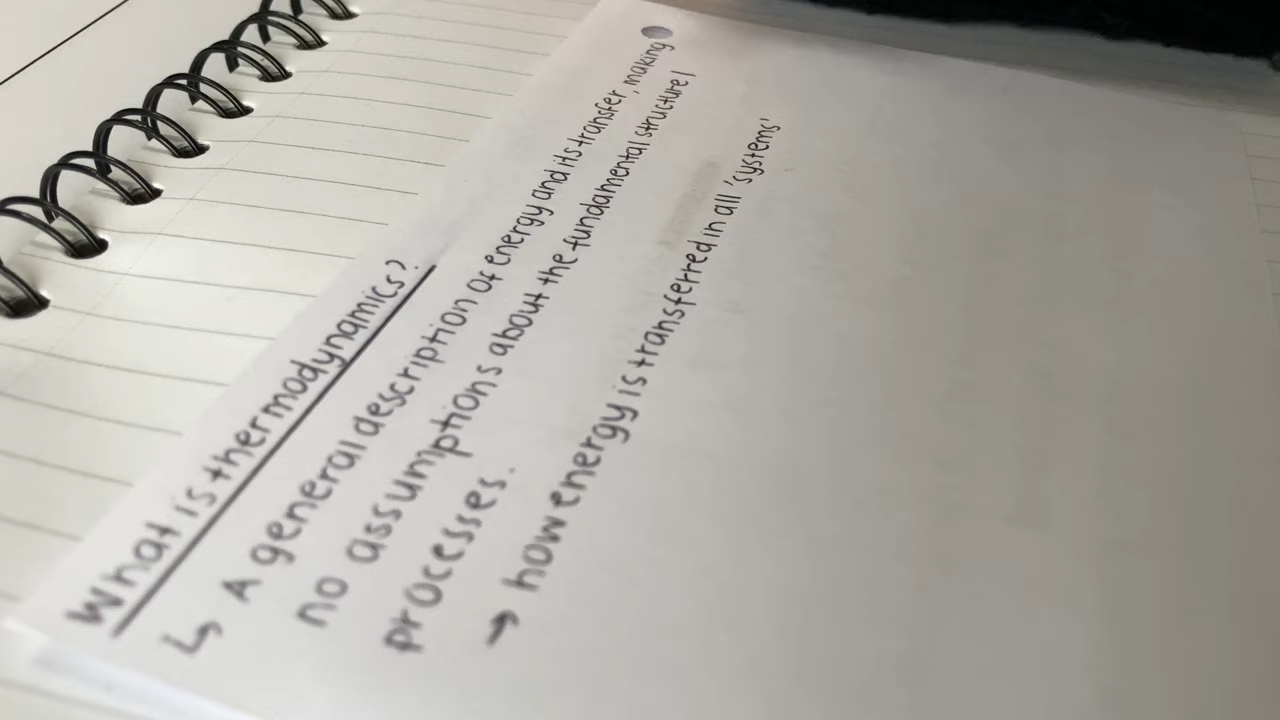 What is thermodynamics?
↳ A general description of energy and its transfer, making
no assumptions about the fundamental structure/
processes.
→ how energy is transferred in all 'systems'